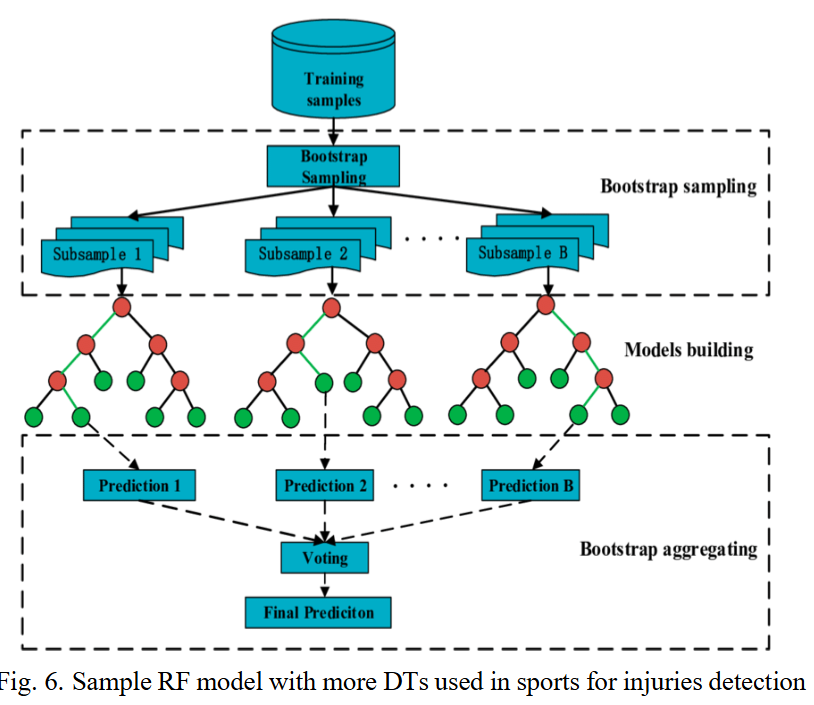 Training
samples
Bootstrap
Sampling
Bootstrap sampling
Subsample 1
Subsample 2
. . . .
Subsample B
Models building
Prediction 1
Prediction 2
. . . .
Prediction B
Bootstrap aggregating
Voting
Final Prediciton
Fig. 6. Sample RF model with more DTs used in sports for injuries detection